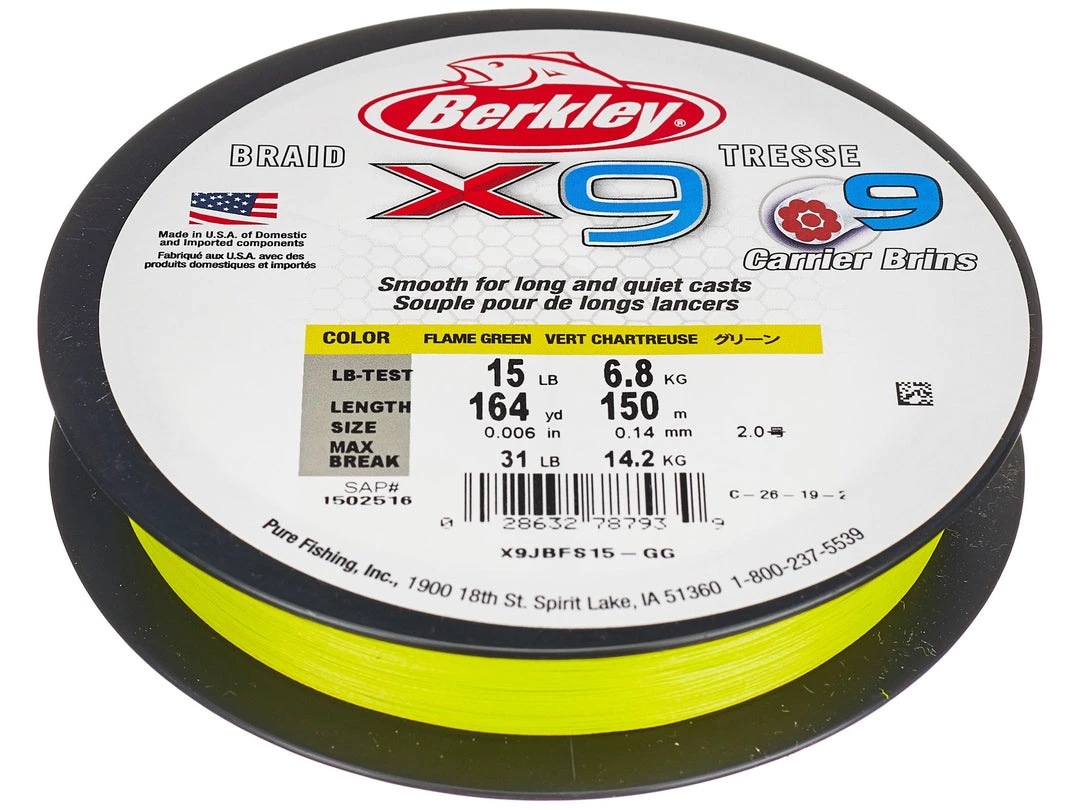 Berkley®
BRAID X9 TRESSE
9
Carrier Brins
Made in U.S.A. of Domestic
and Imported components
Fabriqué aux U.S.A. avec des
produits domestiques et importés
Smooth for long and quiet casts
Souple pour de longs lancers
COLOR FLAME GREEN VERT CHARTREUSE グリーン
LB-TEST 15 LB 6.8 KG
LENGTH 164 yd 150 m
SIZE 0.006 in 0.14 mm 2.0号
MAX
BREAK 31 LB 14.2 KG
SAP#
1502516
C-26-19-2
0 28632 78793 9
X9JBFS15-GG
Pure Fishing, Inc., 1900 18th St. Spirit Lake, IA 51360 1-800-237-5539